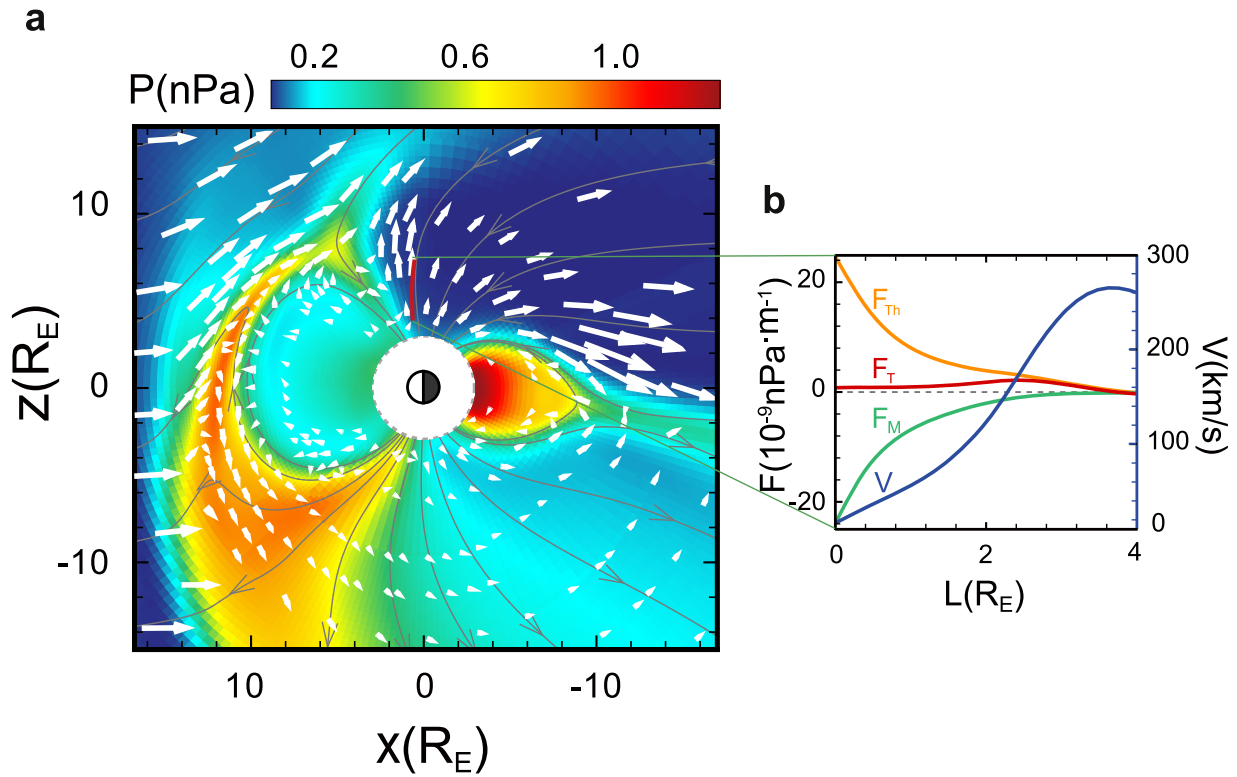 a
0.2 0.6 1.0
P(nPa)
10
0
-10
z(R_E)
10 0 -10
x(R_E)
b
20
0
-20
F(10⁻⁹nPa·m⁻¹)
F_Th
F_T
F_M
V
300
200
100
0
V(km/s)
0 2 4
L(R_E)